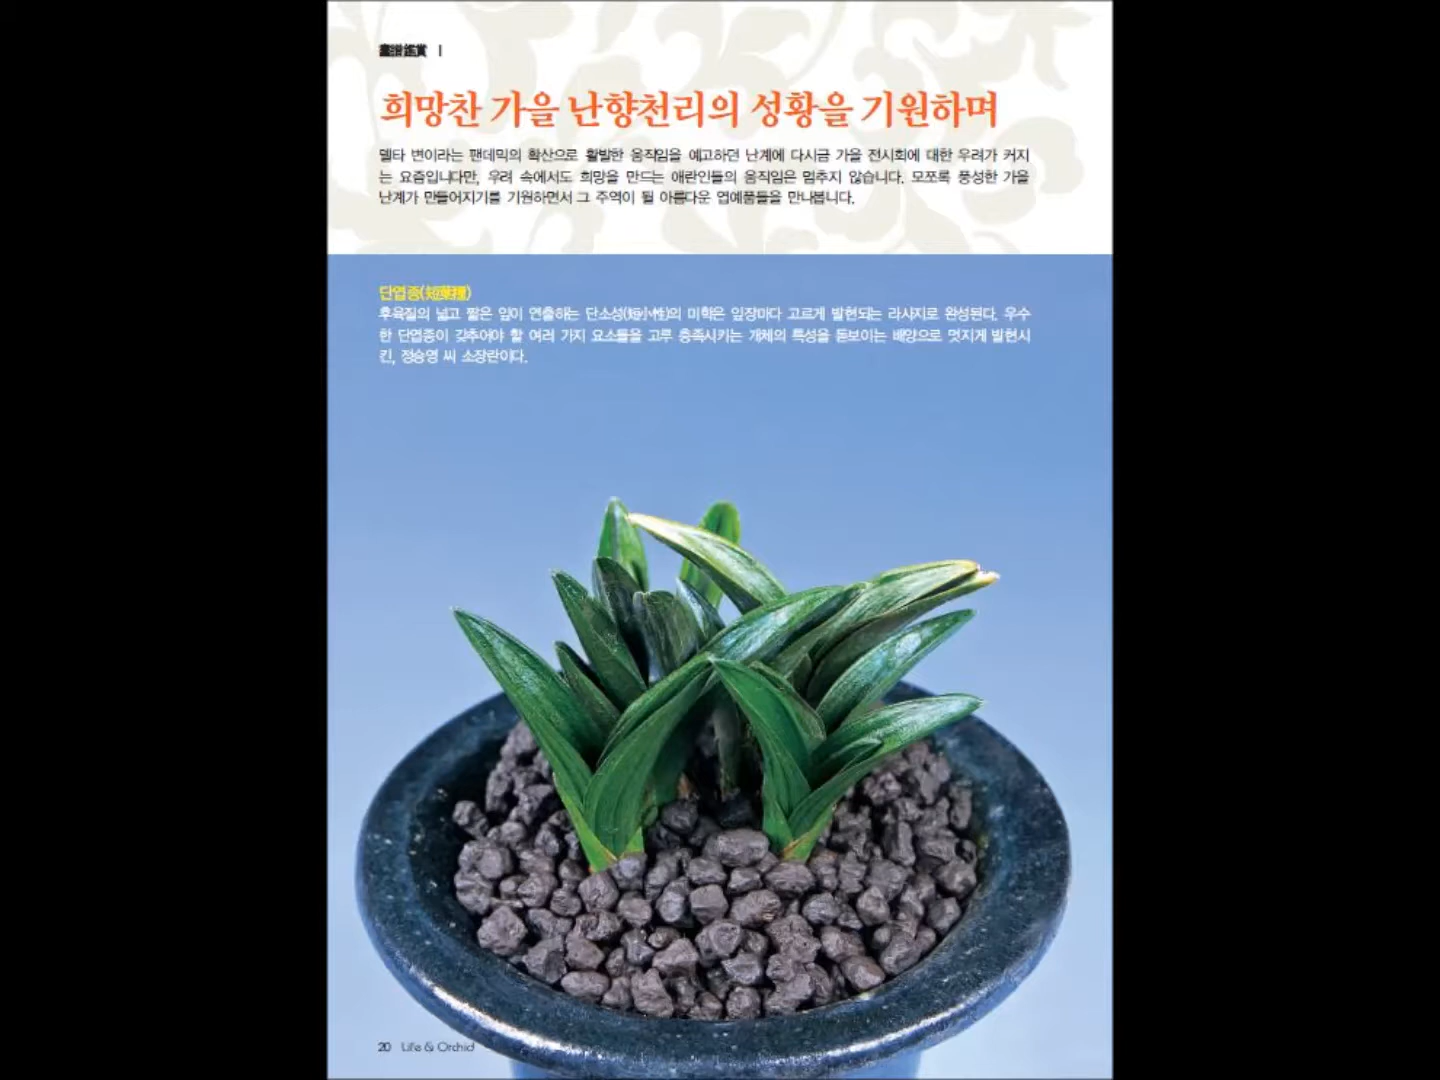 畵譜鑑賞 Ⅰ
희망찬 가을 난향천리의 성황을 기원하며
델타 변이라는 팬데믹의 확산으로 활발한 움직임을 예고하던 난계에 다시금 가을 전시회에 대한 우려가 커지
는 요즘입니다만, 우려 속에서도 희망을 만드는 애란인들의 움직임은 멈추지 않습니다. 모쪼록 풍성한 가을
난계가 만들어지기를 기원하면서 그 주역이 될 아름다운 엽예품들을 만나봅니다.
단엽종(短葉種)
후육질의 넓고 짧은 잎이 연출하는 단소성(短小性)의 미학은 잎장마다 고르게 발현되는 라사지로 완성된다. 우수
한 단엽종이 갖추어야 할 여러 가지 요소들을 고루 충족시키는 개체의 특성을 돋보이는 배양으로 멋지게 발현시
킨, 정승영 씨 소장란이다.
20 Life & Orchid